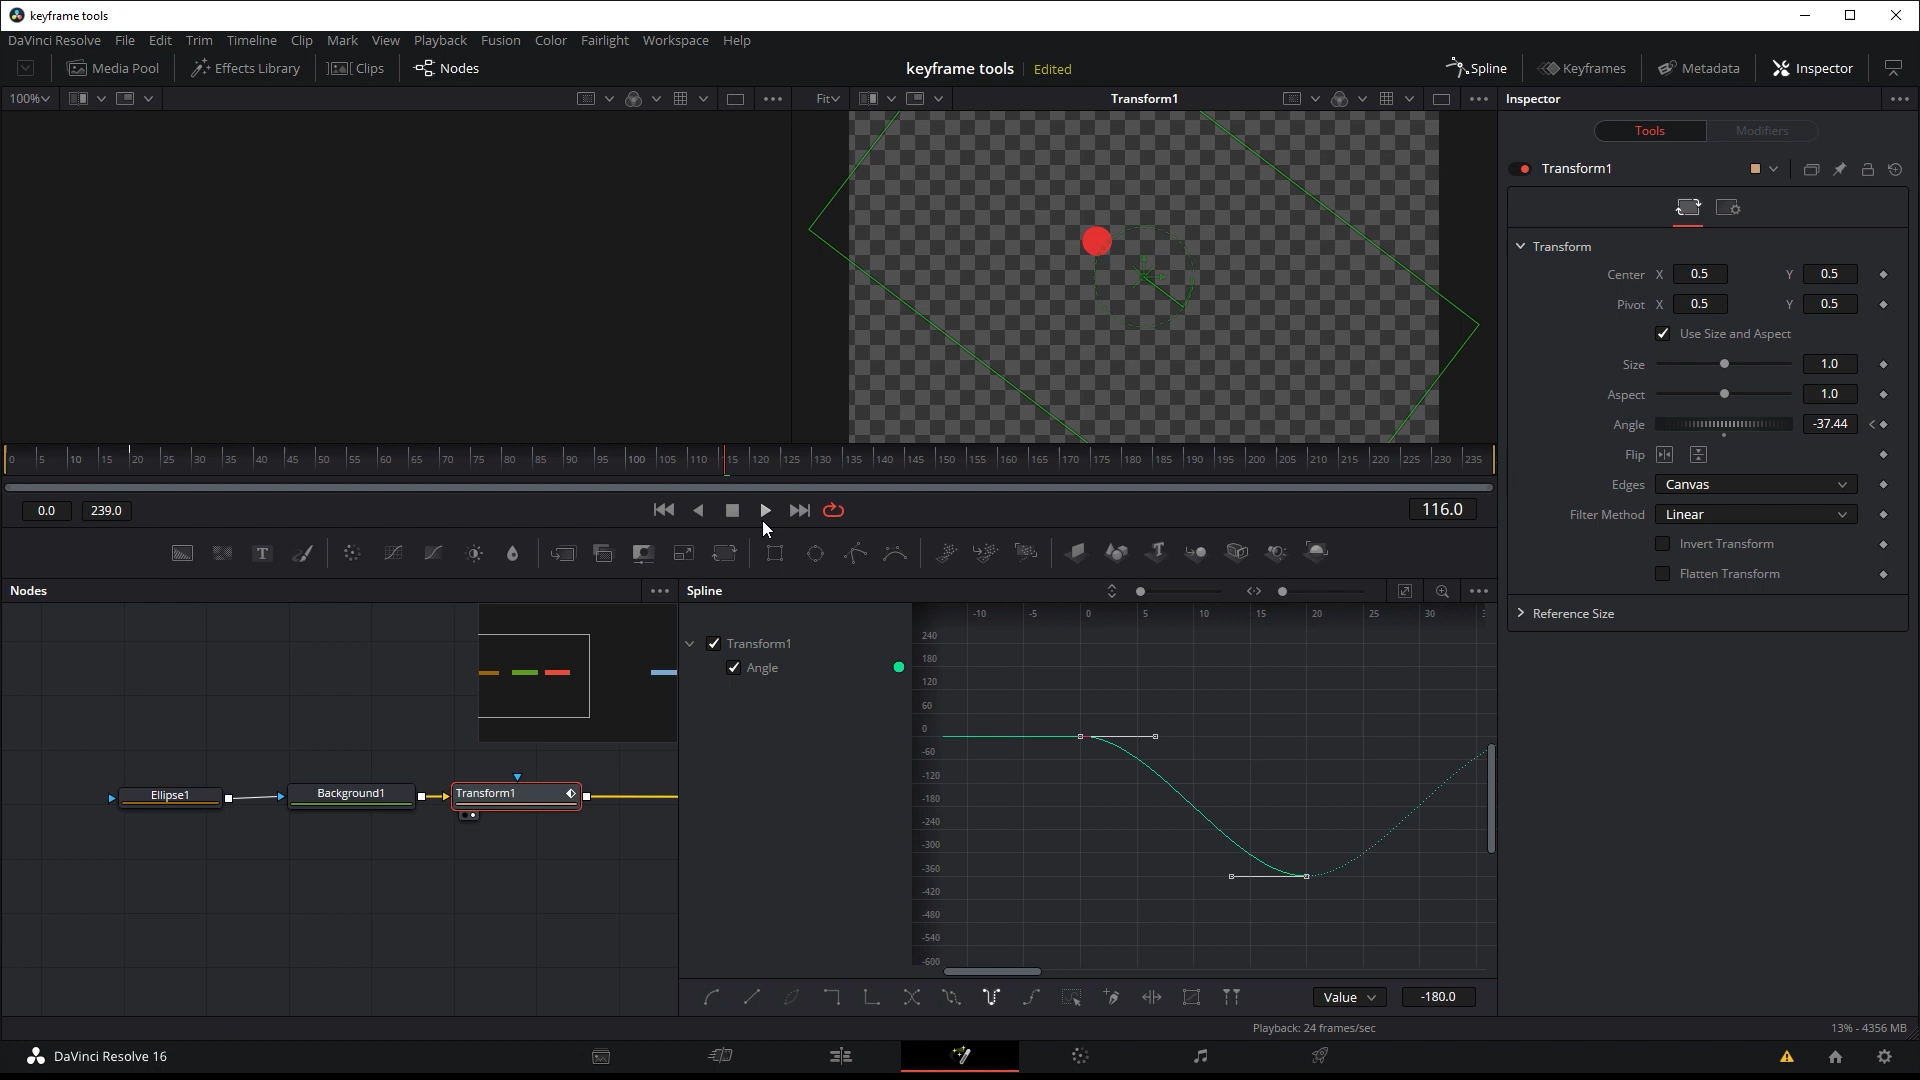 keyframe tools
DaVinci Resolve File Edit Trim Timeline Clip Mark View Playback Fusion Color Fairlight Workspace Help
Media Pool Effects Library Clips Nodes keyframe tools Edited Spline Keyframes Metadata Inspector
100% Fit Transform1 Inspector
Tools Modifiers
Transform1
Transform
Center X 0.5 Y 0.5
Pivot X 0.5 Y 0.5
Use Size and Aspect
Size 1.0
Aspect 1.0
Angle -37.44
Flip
Edges Canvas
Filter Method Linear
Invert Transform
Flatten Transform
Reference Size
0 5 10 15 20 25 30 35 40 45 50 55 60 65 70 75 80 85 90 95 100 105 110 115 120 125 130 135 140 145 150 155 160 165 170 175 180 185 190 195 200 205 210 215 220 225 230 235
0.0 239.0 116.0
Nodes
Ellipse1 Background1 Transform1
Spline
Transform1
Angle
-10 -5 0 5 10 15 20 25 30
240
180
120
60
0
-60
-120
-180
-240
-300
-360
-420
-480
-540
-600
Value -180.0
Playback: 24 frames/sec 13% - 4356 MB
DaVinci Resolve 16